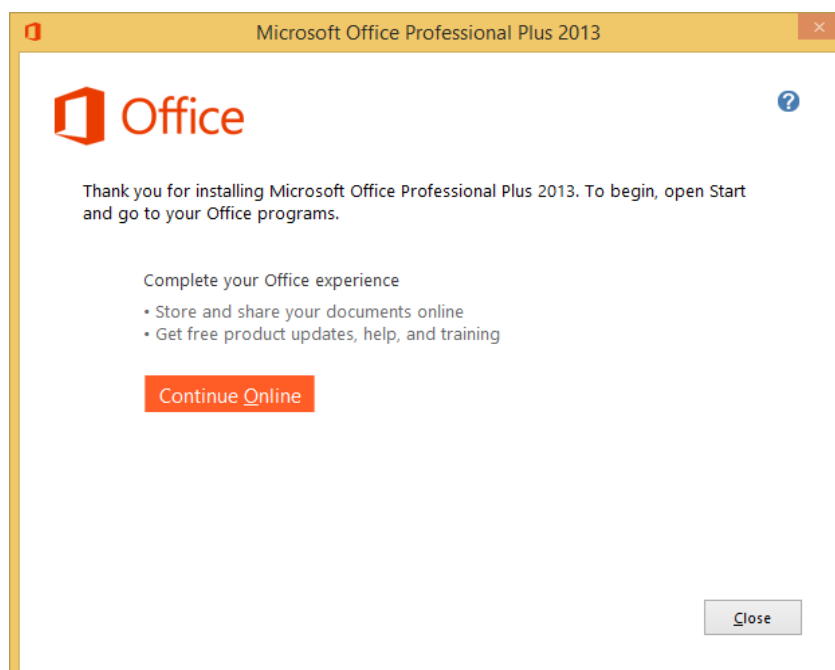 Microsoft Office Professional Plus 2013
×
Office
?
Thank you for installing Microsoft Office Professional Plus 2013. To begin, open Start
and go to your Office programs.
Complete your Office experience
• Store and share your documents online
• Get free product updates, help, and training
Continue Online
Close